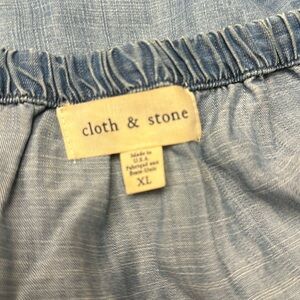 cloth & stone
Made in
U.S.A
Fabriqué aux
États-Unis
XL